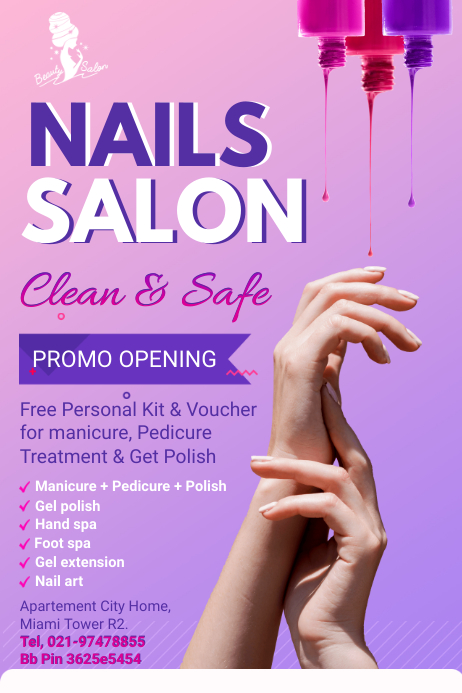 Beauty Salon
NAILS
SALON
Clean & Safe
PROMO OPENING
Free Personal Kit & Voucher
for manicure, Pedicure
Treatment & Get Polish
Manicure + Pedicure + Polish
Gel polish
Hand spa
Foot spa
Gel extension
Nail art
Apartement City Home,
Miami Tower R2.
Tel, 021-97478855
Bb Pin 3625e5454